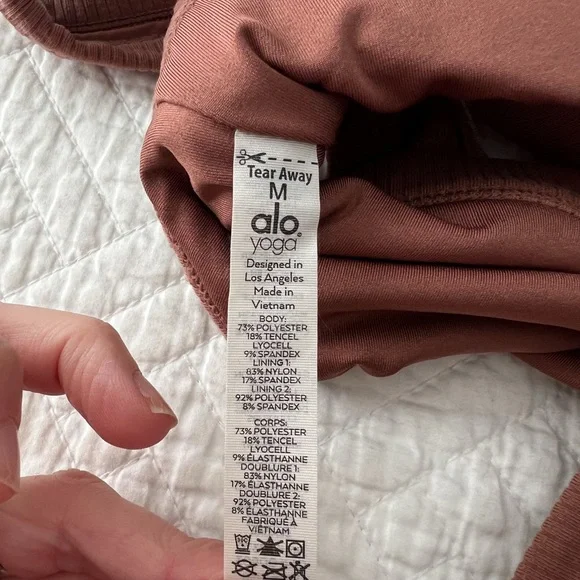 Tear Away
M
alo
yoga
Designed in
Los Angeles
Made in
Vietnam
BODY:
73% POLYESTER
18% TENCEL
LYOCELL
9% SPANDEX
LINING 1:
83% NYLON
17% SPANDEX
LINING 2:
92% POLYESTER
8% SPANDEX
CORPS:
73% POLYESTER
18% TENCEL
LYOCELL
9% ÉLASTHANNE
DOUBLURE 1:
83% NYLON
17% ÉLASTHANNE
DOUBLURE 2:
92% POLYESTER
8% ÉLASTHANNE
FABRIQUÉ À
VIETNAM